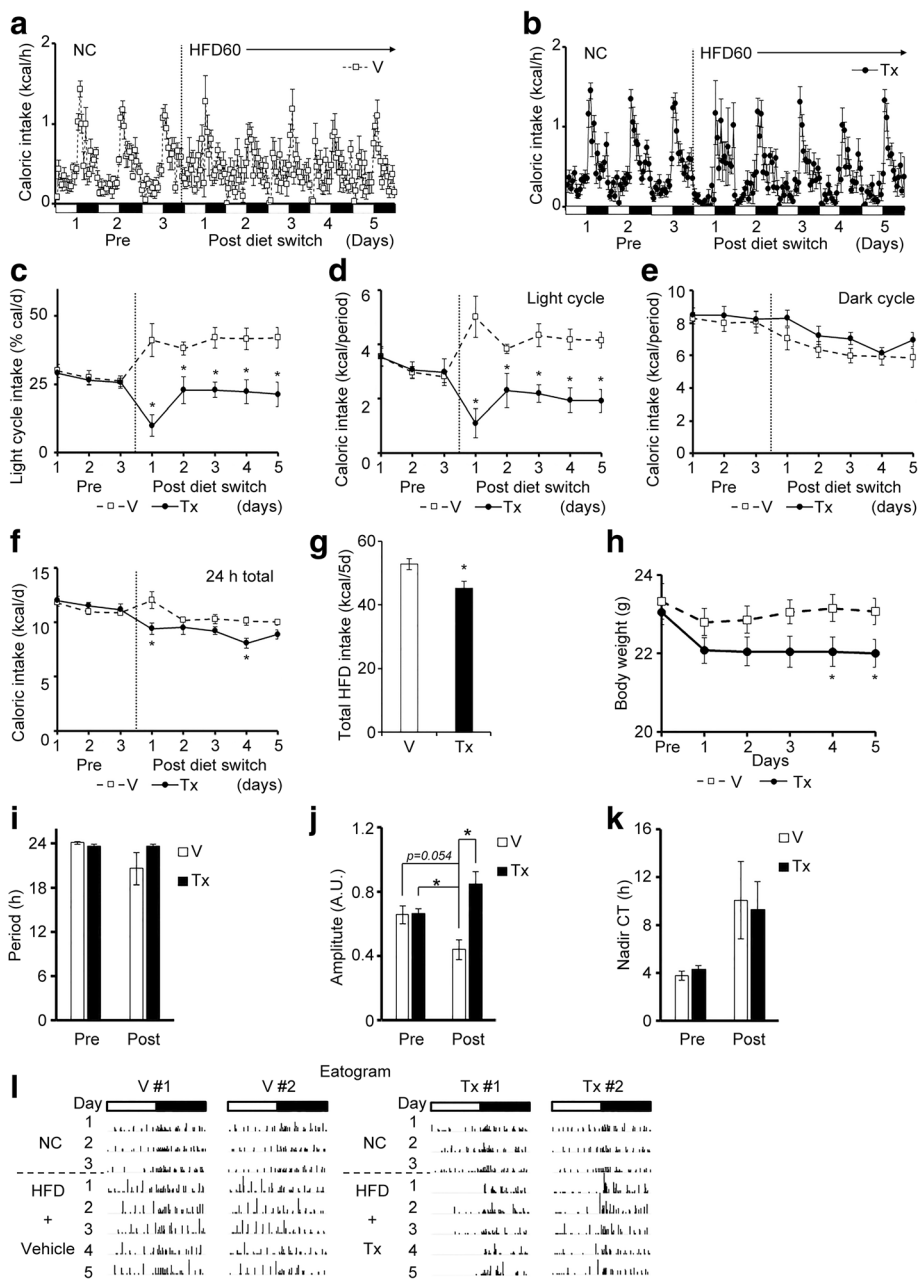 a
NC HFD60
V
Caloric intake (kcal/h)
2
1
0
1 2 3 1 2 3 4 5
Pre Post diet switch (Days)
b
NC HFD60
Tx
Caloric intake (kcal/h)
2
1
0
1 2 3 1 2 3 4 5
Pre Post diet switch (Days)
c
Light cycle intake (% cal/d)
50
25
0
* * * * *
1 2 3 1 2 3 4 5
Pre Post diet switch
V Tx (days)
d
Light cycle
Caloric intake (kcal/period)
6
4
2
0
* * * * *
1 2 3 1 2 3 4 5
Pre Post diet switch
V Tx (days)
e
Dark cycle
Caloric intake (kcal/period)
10
8
6
4
2
0
1 2 3 1 2 3 4 5
Pre Post diet switch
V Tx (days)
f
24 h total
Caloric intake (kcal/d)
15
10
5
0
* *
1 2 3 1 2 3 4 5
Pre Post diet switch
V Tx (days)
g
Total HFD intake (kcal/5d)
60
40
20
0
*
V Tx
h
Body weight (g)
24
23
22
21
20
* *
Pre 1 2 3 4 5
Days
V Tx
i
Period (h)
24
18
12
6
0
V
Tx
Pre Post
j
Amplitute (A.U.)
1.2
0.8
0.4
0
*
p=0.054
*
V
Tx
Pre Post
k
Nadir CT (h)
16
12
8
4
0
V
Tx
Pre Post
l
Eatogram
V #1 V #2 Tx #1 Tx #2
Day
1
NC 2 NC
3
HFD 1 HFD
2
+ 3 +
Vehicle 4 Tx
5
1
2
3
1
2
3
4
5